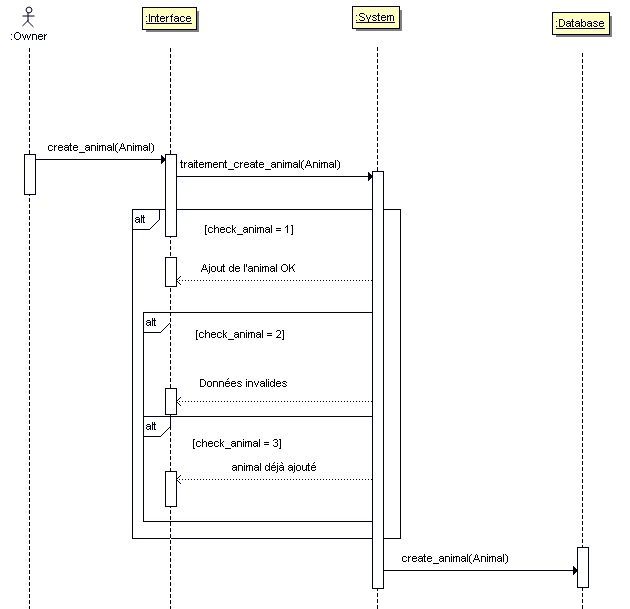 :Owner
:Interface
:System
:Database
create_animal(Animal)
traitement_create_animal(Animal)
alt
[check_animal = 1]
Ajout de l'animal OK
alt
[check_animal = 2]
Données invalides
alt
[check_animal = 3]
animal déjà ajouté
create_animal(Animal)